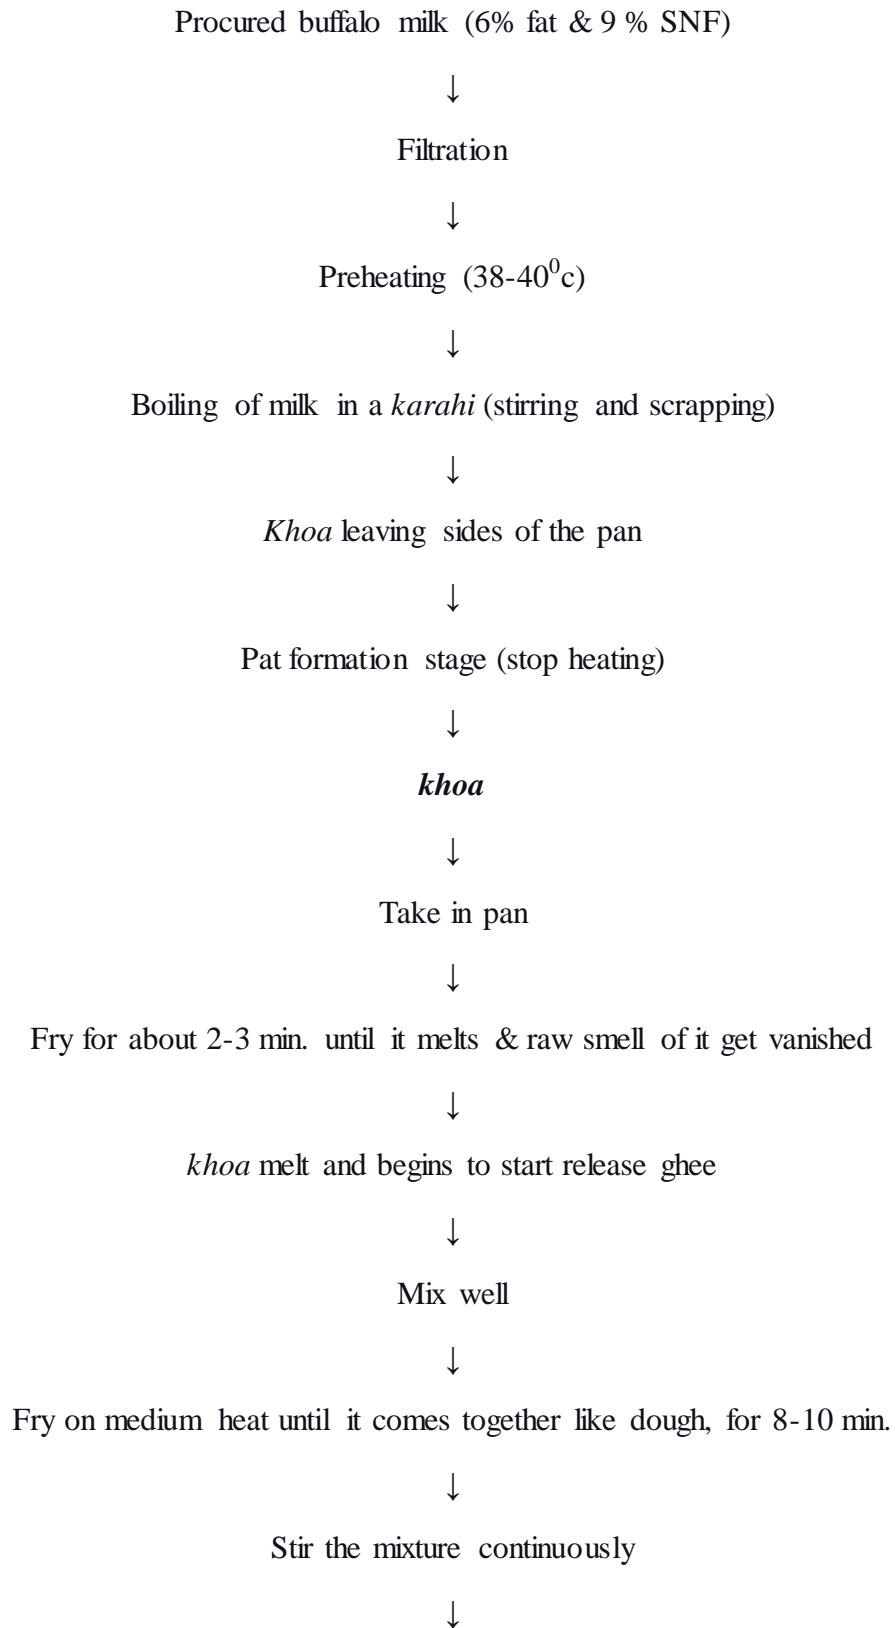 Procured buffalo milk (6% fat & 9 % SNF)
↓
Filtration
↓
Preheating (38-40⁰c)
↓
Boiling of milk in a karahi (stirring and scrapping)
↓
Khoa leaving sides of the pan
↓
Pat formation stage (stop heating)
↓
khoa
↓
Take in pan
↓
Fry for about 2-3 min. until it melts & raw smell of it get vanished
↓
khoa melt and begins to start release ghee
↓
Mix well
↓
Fry on medium heat until it comes together like dough, for 8-10 min.
↓
Stir the mixture continuously
↓